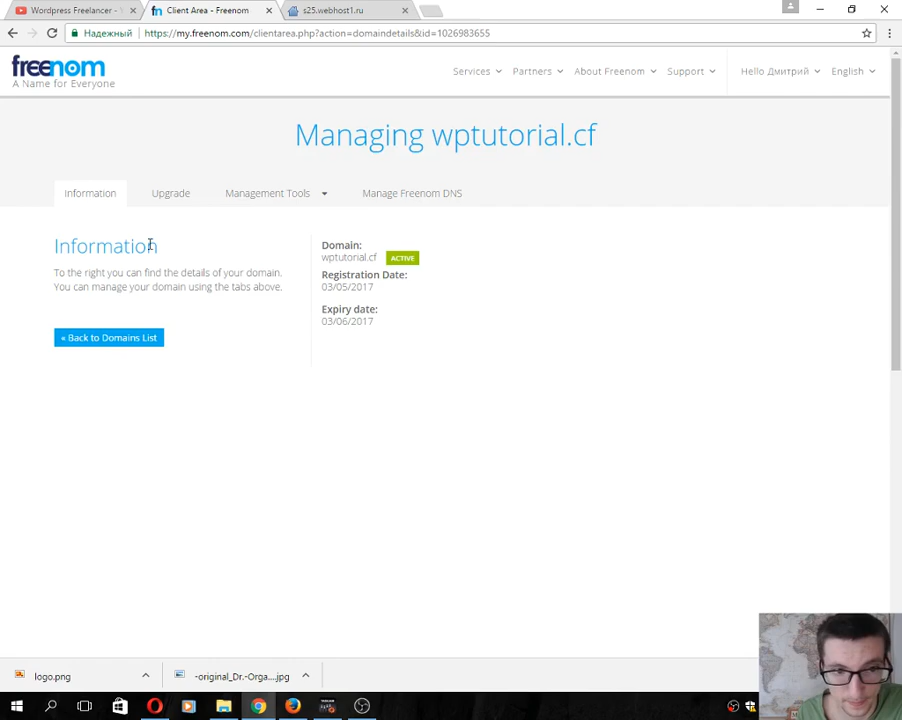 Wordpress Freelancer -
Client Area - Freenom
s25.webhost1.ru
Надежный
https://my.freenom.com/clientarea.php?action=domaindetails&id=1026983655
freenom
A Name for Everyone
Services
Partners
About Freenom
Support
Hello Дмитрий
English
Managing wptutorial.cf
Information
Upgrade
Management Tools
Manage Freenom DNS
Information
To the right you can find the details of your domain.
You can manage your domain using the tabs above.
« Back to Domains List
Domain:
wptutorial.cf ACTIVE
Registration Date:
03/05/2017
Expiry date:
03/06/2017
logo.png
-original_Dr.-Orga....jpg